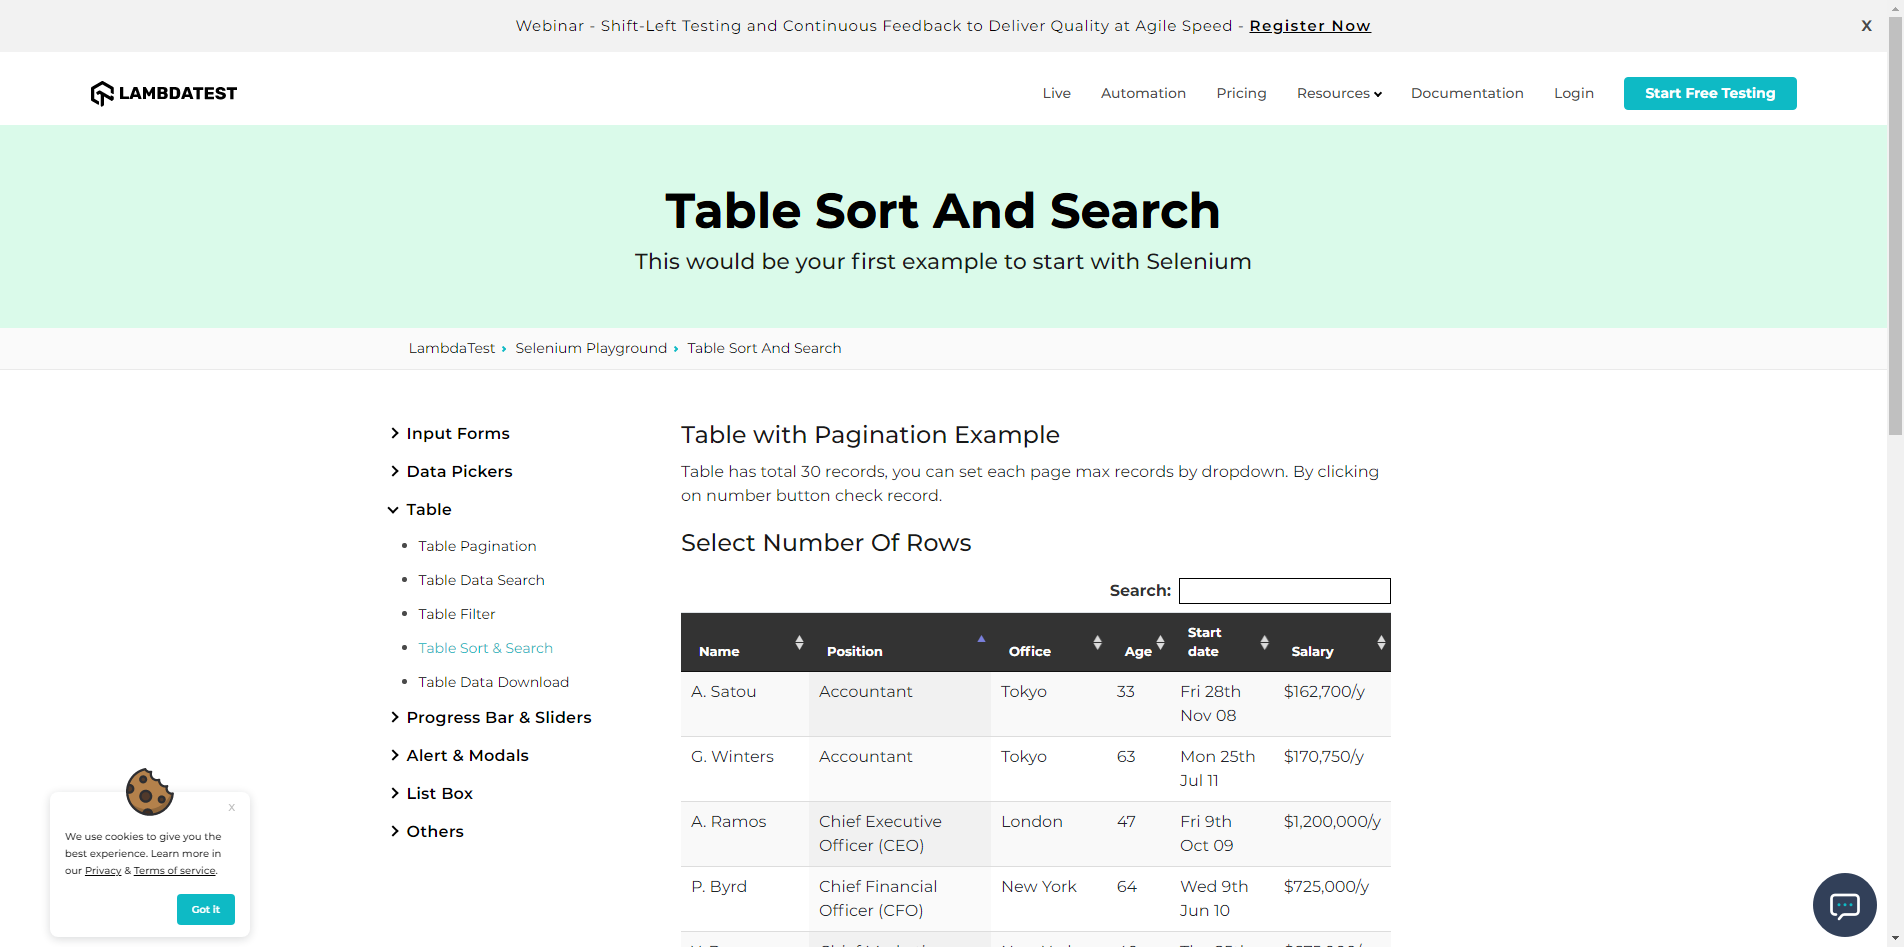 Webinar - Shift-Left Testing and Continuous Feedback to Deliver Quality at Agile Speed - Register Now
X
LAMBDATEST
Live Automation Pricing Resources Documentation Login Start Free Testing
Table Sort And Search
This would be your first example to start with Selenium
LambdaTest › Selenium Playground › Table Sort And Search
Input Forms
Data Pickers
Table
Table Pagination
Table Data Search
Table Filter
Table Sort & Search
Table Data Download
Progress Bar & Sliders
Alert & Modals
List Box
Others
Table with Pagination Example
Table has total 30 records, you can set each page max records by dropdown. By clicking
on number button check record.
Select Number Of Rows
Search:
Name Position Office Age Start date Salary
A. Satou Accountant Tokyo 33 Fri 28th Nov 08 $162,700/y
G. Winters Accountant Tokyo 63 Mon 25th Jul 11 $170,750/y
A. Ramos Chief Executive Officer (CEO) London 47 Fri 9th Oct 09 $1,200,000/y
P. Byrd Chief Financial Officer (CFO) New York 64 Wed 9th Jun 10 $725,000/y
x
We use cookies to give you the
best experience. Learn more in
our Privacy & Terms of service.
Got it